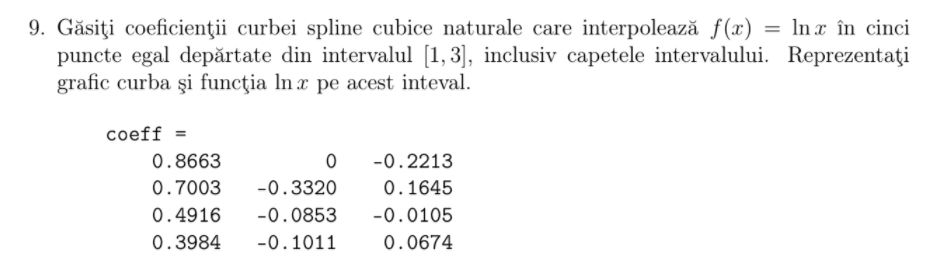 9. Găsiţi coeficienţii curbei spline cubice naturale care interpolează f(x) = ln x în cinci
puncte egal depărtate din intervalul [1, 3], inclusiv capetele intervalului. Reprezentaţi
grafic curba şi funcţia ln x pe acest inteval.
coeff =
0.8663 0 -0.2213
0.7003 -0.3320 0.1645
0.4916 -0.0853 -0.0105
0.3984 -0.1011 0.0674